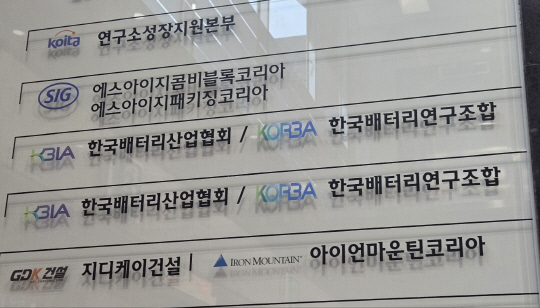 koita 연구소성장지원본부
SIG 에스아이지콤비블록코리아
에스아이지패키징코리아
KBIA 한국배터리산업협회 / KORBA 한국배터리연구조합
KBIA 한국배터리산업협회 / KORBA 한국배터리연구조합
GDK건설 지디케이건설 | IRON MOUNTAIN 아이언마운틴코리아